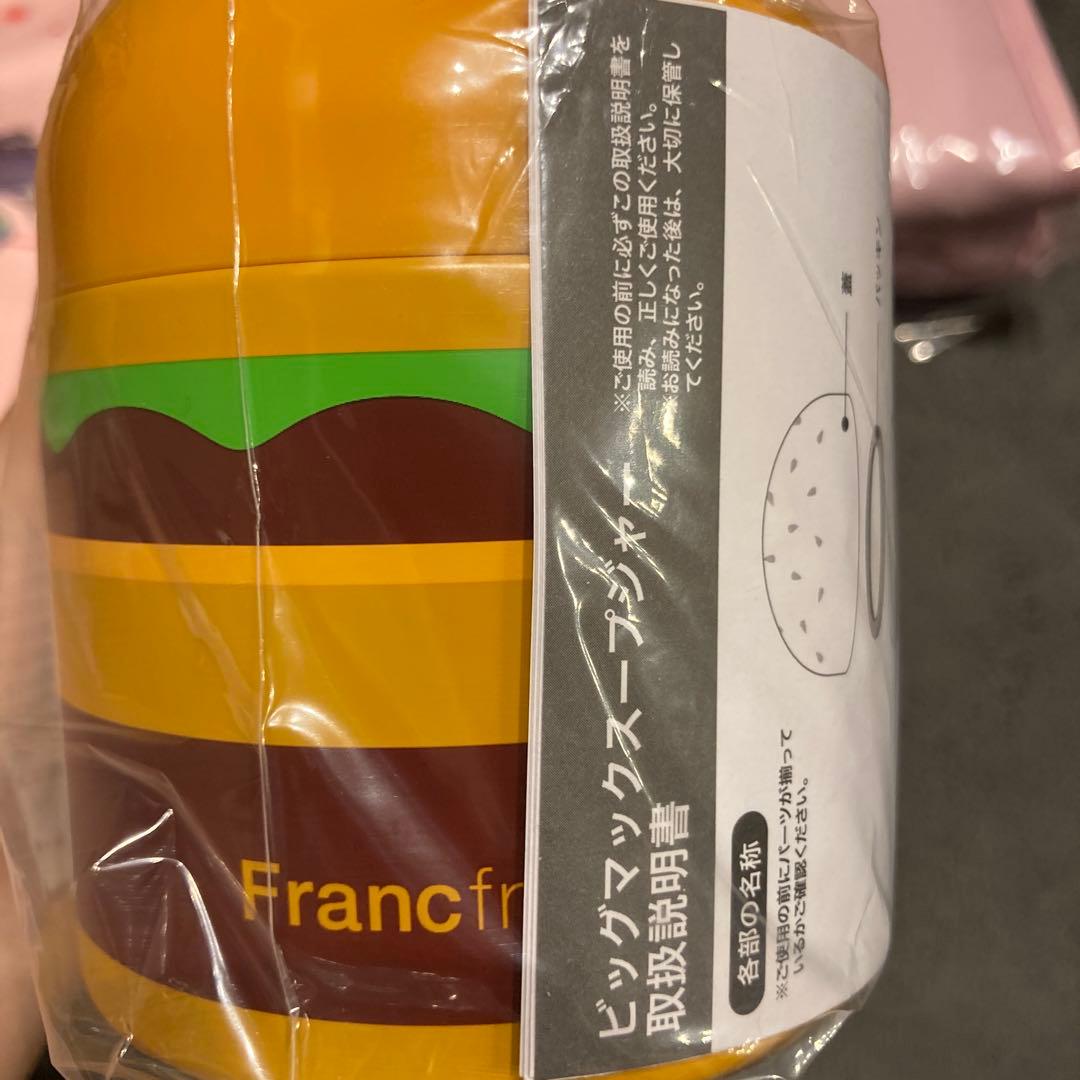 Francfr
ビッグマックスープジャー
取扱説明書
※ご使用の前に必ずこの取扱説明書を
読み、正しくご使用ください。
※お読みになった後は、大切に保管し
てください。
各部の名称
※ご使用の前にパーツが揃って
いるかご確認ください。
蓋
パッキン